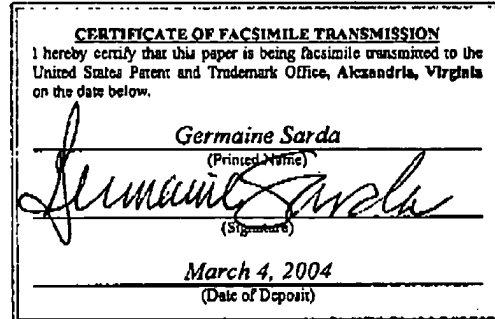 CERTIFICATE OF FACSIMILE TRANSMISSION
I hereby certify that this paper is being facsimile transmitted to the
United States Patent and Trademark Office, Alexandria, Virginia
on the date below.
Germaine Sarda
(Printed Name)
Germaine Sarda
(Signature)
March 4, 2004
(Date of Deposit)